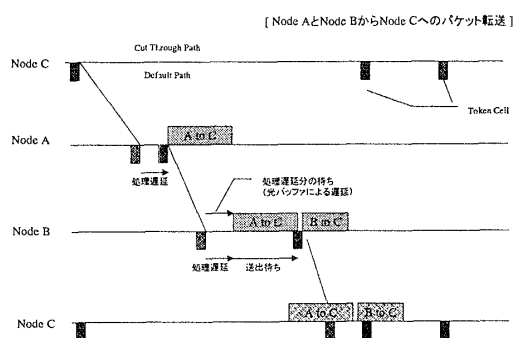 [ Node AとNode BからNode Cへのパケット転送 ]
Cut Through Path
Node C
Default Path
Token Cell
A to C
Node A
処理遅延
処理遅延分の待ち
(光バッファによる遅延)
A to C
B to C
Node B
処理遅延
送出待ち
A to C
B to C
Node C